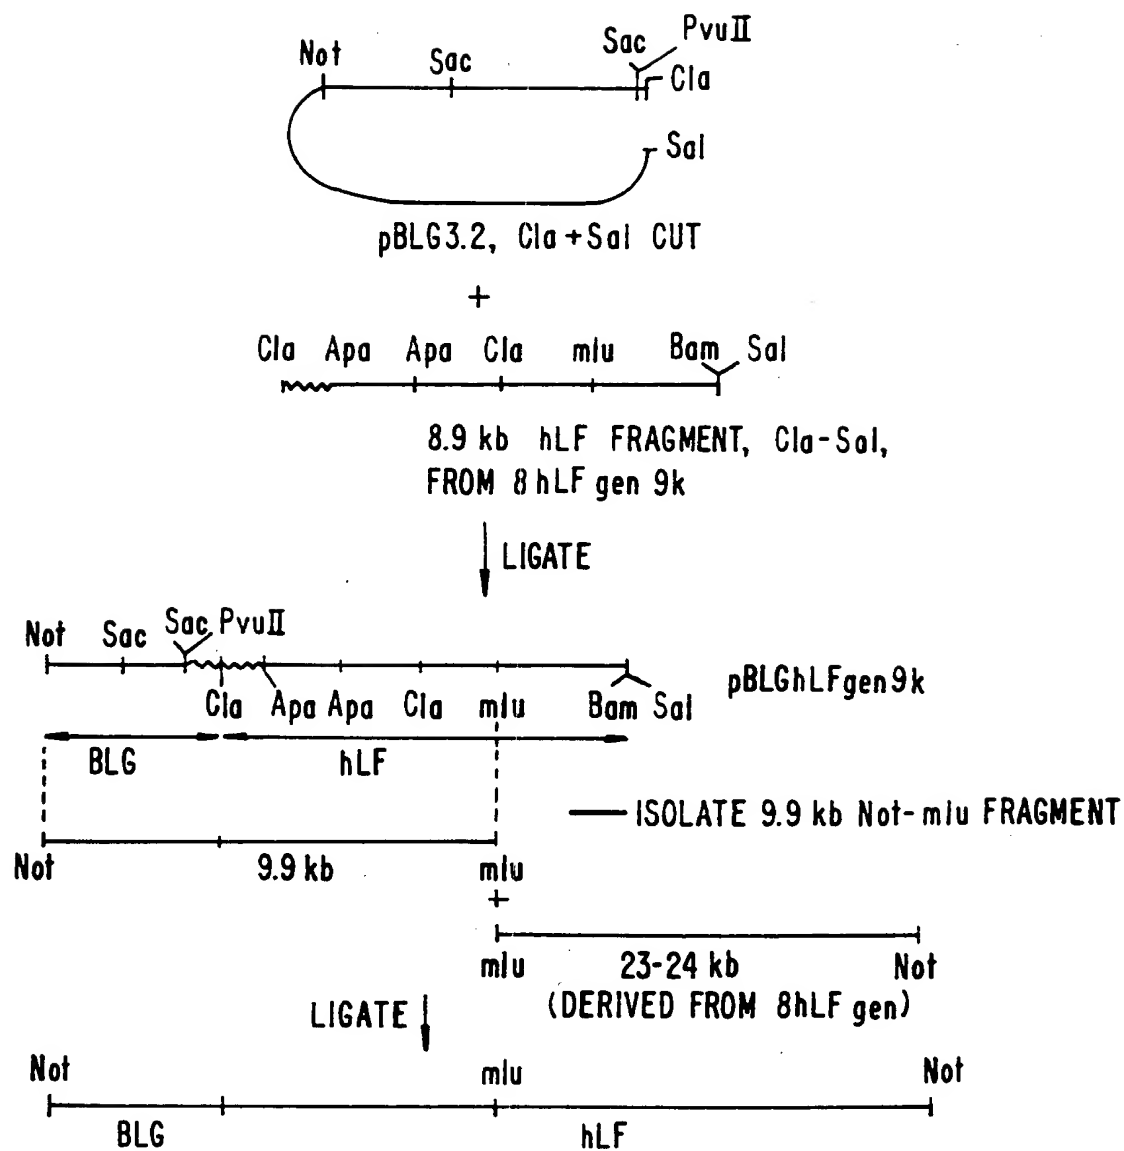 Not Sac Sac PvuII
Cla
Sal
pBLG3.2, Cla+Sal CUT
+
Cla Apa Apa Cla mlu Bam Sal
8.9 kb hLF FRAGMENT, Cla-Sal,
FROM 8hLF gen 9k
LIGATE
Not Sac Sac PvuII
pBLGhLFgen9k
Cla Apa Apa Cla mlu Bam Sal
BLG hLF
ISOLATE 9.9 kb Not-mlu FRAGMENT
Not 9.9 kb mlu
+
mlu 23-24 kb Not
(DERIVED FROM 8hLF gen)
LIGATE
Not mlu Not
BLG hLF